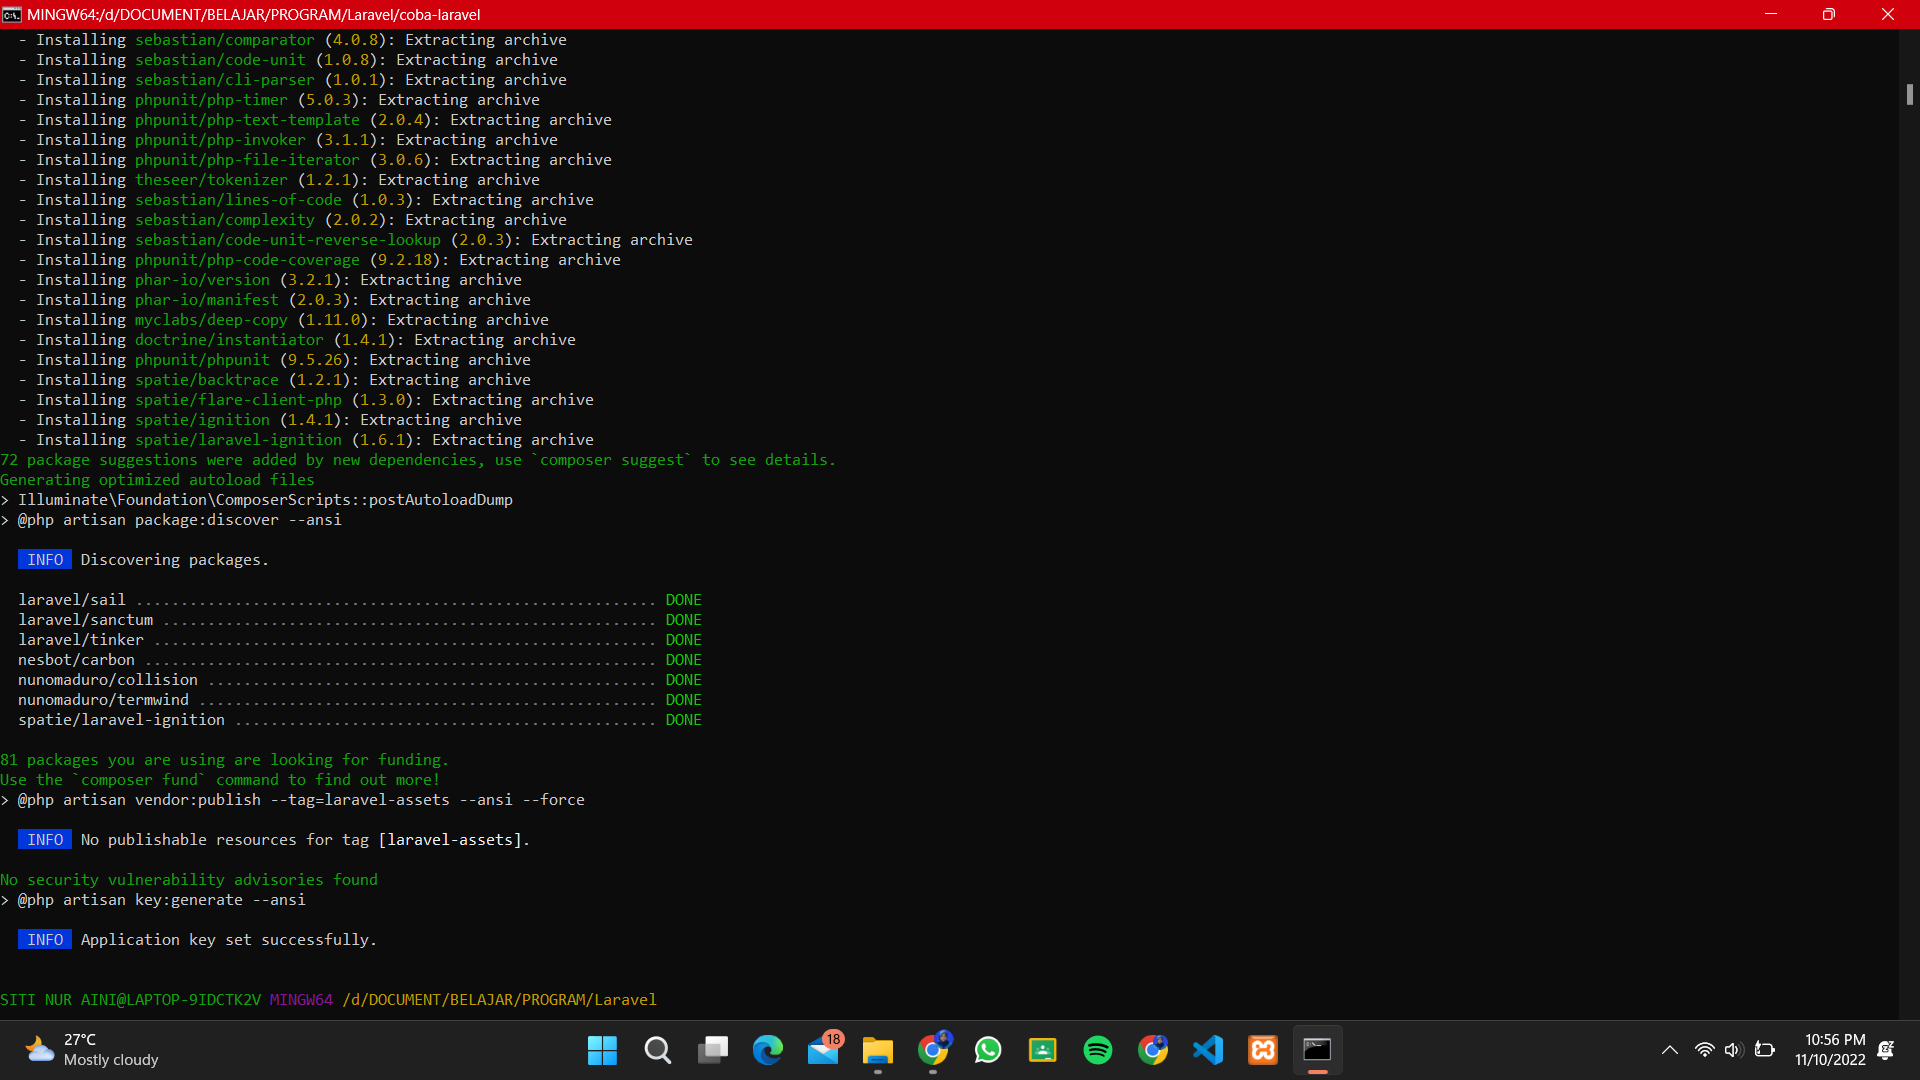 MINGW64:/d/DOCUMENT/BELAJAR/PROGRAM/Laravel/coba-laravel
- Installing sebastian/comparator (4.0.8): Extracting archive
- Installing sebastian/code-unit (1.0.8): Extracting archive
- Installing sebastian/cli-parser (1.0.1): Extracting archive
- Installing phpunit/php-timer (5.0.3): Extracting archive
- Installing phpunit/php-text-template (2.0.4): Extracting archive
- Installing phpunit/php-invoker (3.1.1): Extracting archive
- Installing phpunit/php-file-iterator (3.0.6): Extracting archive
- Installing theseer/tokenizer (1.2.1): Extracting archive
- Installing sebastian/lines-of-code (1.0.3): Extracting archive
- Installing sebastian/complexity (2.0.2): Extracting archive
- Installing sebastian/code-unit-reverse-lookup (2.0.3): Extracting archive
- Installing phpunit/php-code-coverage (9.2.18): Extracting archive
- Installing phar-io/version (3.2.1): Extracting archive
- Installing phar-io/manifest (2.0.3): Extracting archive
- Installing myclabs/deep-copy (1.11.0): Extracting archive
- Installing doctrine/instantiator (1.4.1): Extracting archive
- Installing phpunit/phpunit (9.5.26): Extracting archive
- Installing spatie/backtrace (1.2.1): Extracting archive
- Installing spatie/flare-client-php (1.3.0): Extracting archive
- Installing spatie/ignition (1.4.1): Extracting archive
- Installing spatie/laravel-ignition (1.6.1): Extracting archive
72 package suggestions were added by new dependencies, use `composer suggest` to see details.
Generating optimized autoload files
> Illuminate\Foundation\ComposerScripts::postAutoloadDump
> @php artisan package:discover --ansi
INFO Discovering packages.
laravel/sail .......................................................... DONE
laravel/sanctum ....................................................... DONE
laravel/tinker ........................................................ DONE
nesbot/carbon ......................................................... DONE
nunomaduro/collision .................................................. DONE
nunomaduro/termwind ................................................... DONE
spatie/laravel-ignition ............................................... DONE
81 packages you are using are looking for funding.
Use the `composer fund` command to find out more!
> @php artisan vendor:publish --tag=laravel-assets --ansi --force
INFO No publishable resources for tag [laravel-assets].
No security vulnerability advisories found
> @php artisan key:generate --ansi
INFO Application key set successfully.
SITI NUR AINI@LAPTOP-9IDCTK2V MINGW64 /d/DOCUMENT/BELAJAR/PROGRAM/Laravel
27°C
Mostly cloudy
18
10:56 PM
11/10/2022